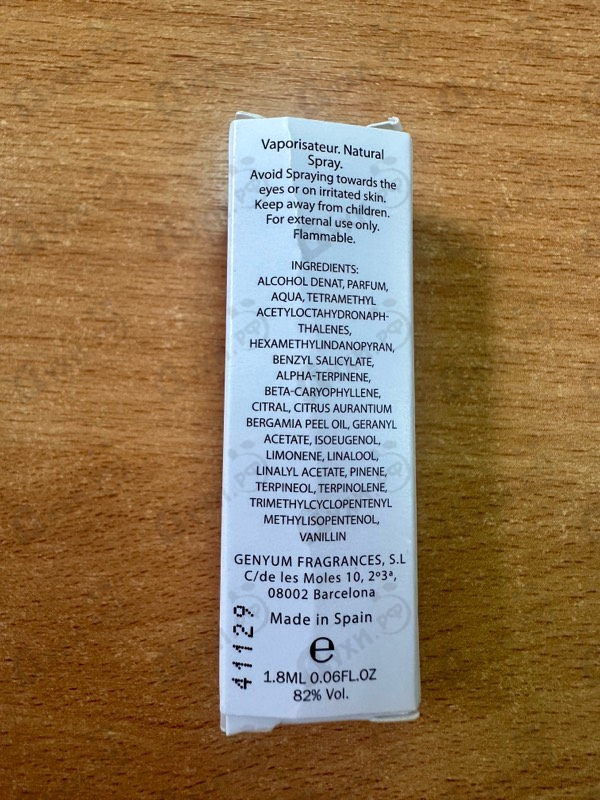 Vaporisateur. Natural
Spray.
Avoid Spraying towards the
eyes or on irritated skin.
Keep away from children.
For external use only.
Flammable.
INGREDIENTS:
ALCOHOL DENAT, PARFUM,
AQUA, TETRAMETHYL
ACETYLOCTAHYDRONAPH-
THALENES,
HEXAMETHYLINDANOPYRAN,
BENZYL SALICYLATE,
ALPHA-TERPINENE,
BETA-CARYOPHYLLENE,
CITRAL, CITRUS AURANTIUM
BERGAMIA PEEL OIL, GERANYL
ACETATE, ISOEUGENOL,
LIMONENE, LINALOOL,
LINALYL ACETATE, PINENE,
TERPINEOL, TERPINOLENE,
TRIMETHYLCYCLOPENTENYL
METHYLISOPENTENOL,
VANILLIN
GENYUM FRAGRANCES, S.L
C/de les Moles 10, 2º3ª,
08002 Barcelona
Made in Spain
e
1.8ML 0.06FL.OZ
82% Vol.
41129